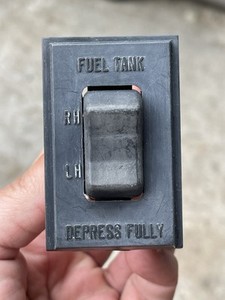 FUEL TANK
RH
LH
DEPRESS FULLY